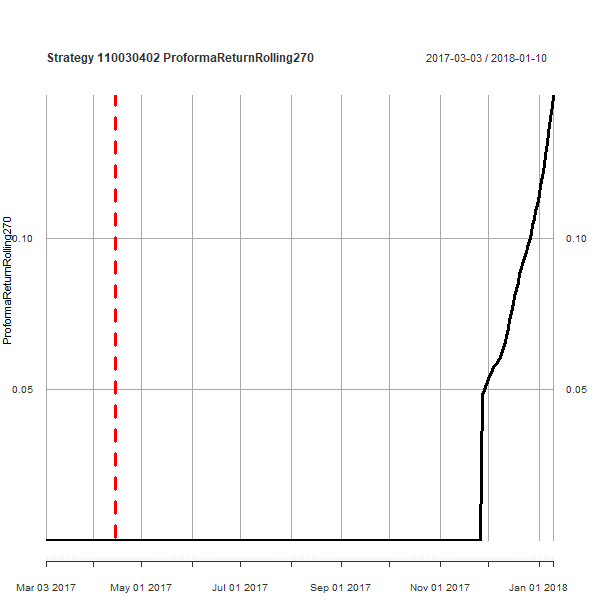 Strategy 110030402 ProformaReturnRolling270
2017-03-03 / 2018-01-10
ProformaReturnRolling270
0.10
0.10
0.05
0.05
Mar 03 2017
May 01 2017
Jul 01 2017
Sep 01 2017
Nov 01 2017
Jan 01 2018